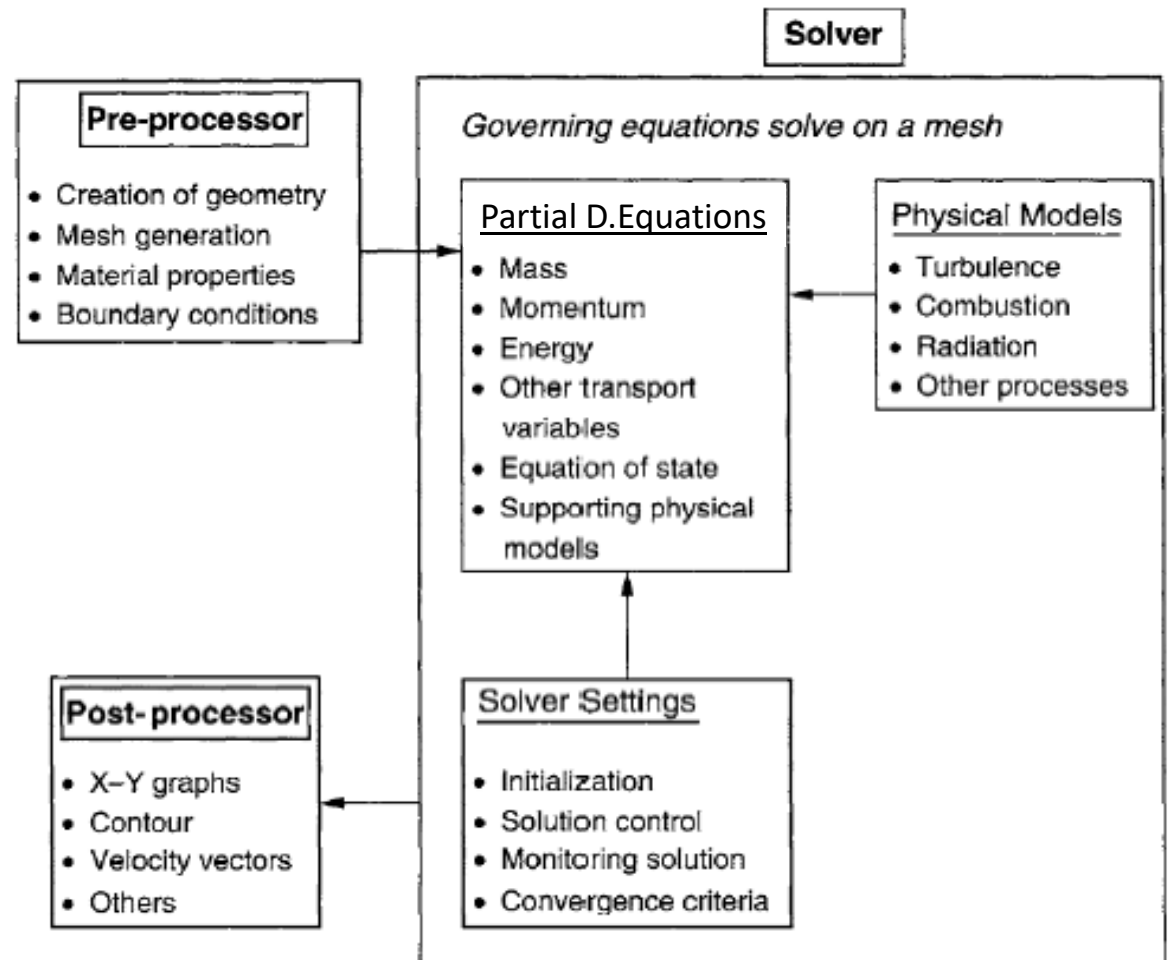 Solver
Pre-processor
• Creation of geometry
• Mesh generation
• Material properties
• Boundary conditions
Governing equations solve on a mesh
Partial D.Equations
• Mass
• Momentum
• Energy
• Other transport
variables
• Equation of state
• Supporting physical
models
Physical Models
• Turbulence
• Combustion
• Radiation
• Other processes
Solver Settings
• Initialization
• Solution control
• Monitoring solution
• Convergence criteria
Post-processor
• X–Y graphs
• Contour
• Velocity vectors
• Others